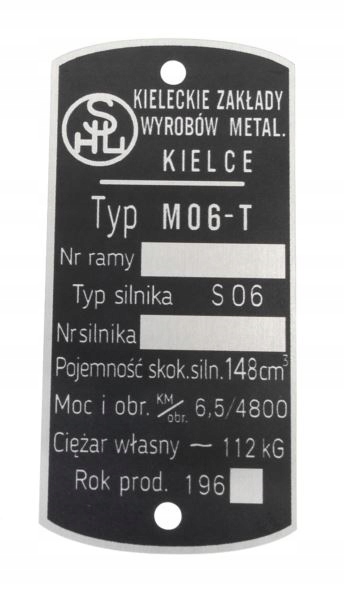 SHL
KIELECKIE ZAKŁADY
WYROBÓW METAL.
KIELCE
Typ M06-T
Nr ramy
Typ silnika S06
Nr silnika
Pojemność skok.siln. 148cm³
Moc i obr. KM/obr. 6,5/4800
Ciężar własny ~ 112 kG
Rok prod. 196